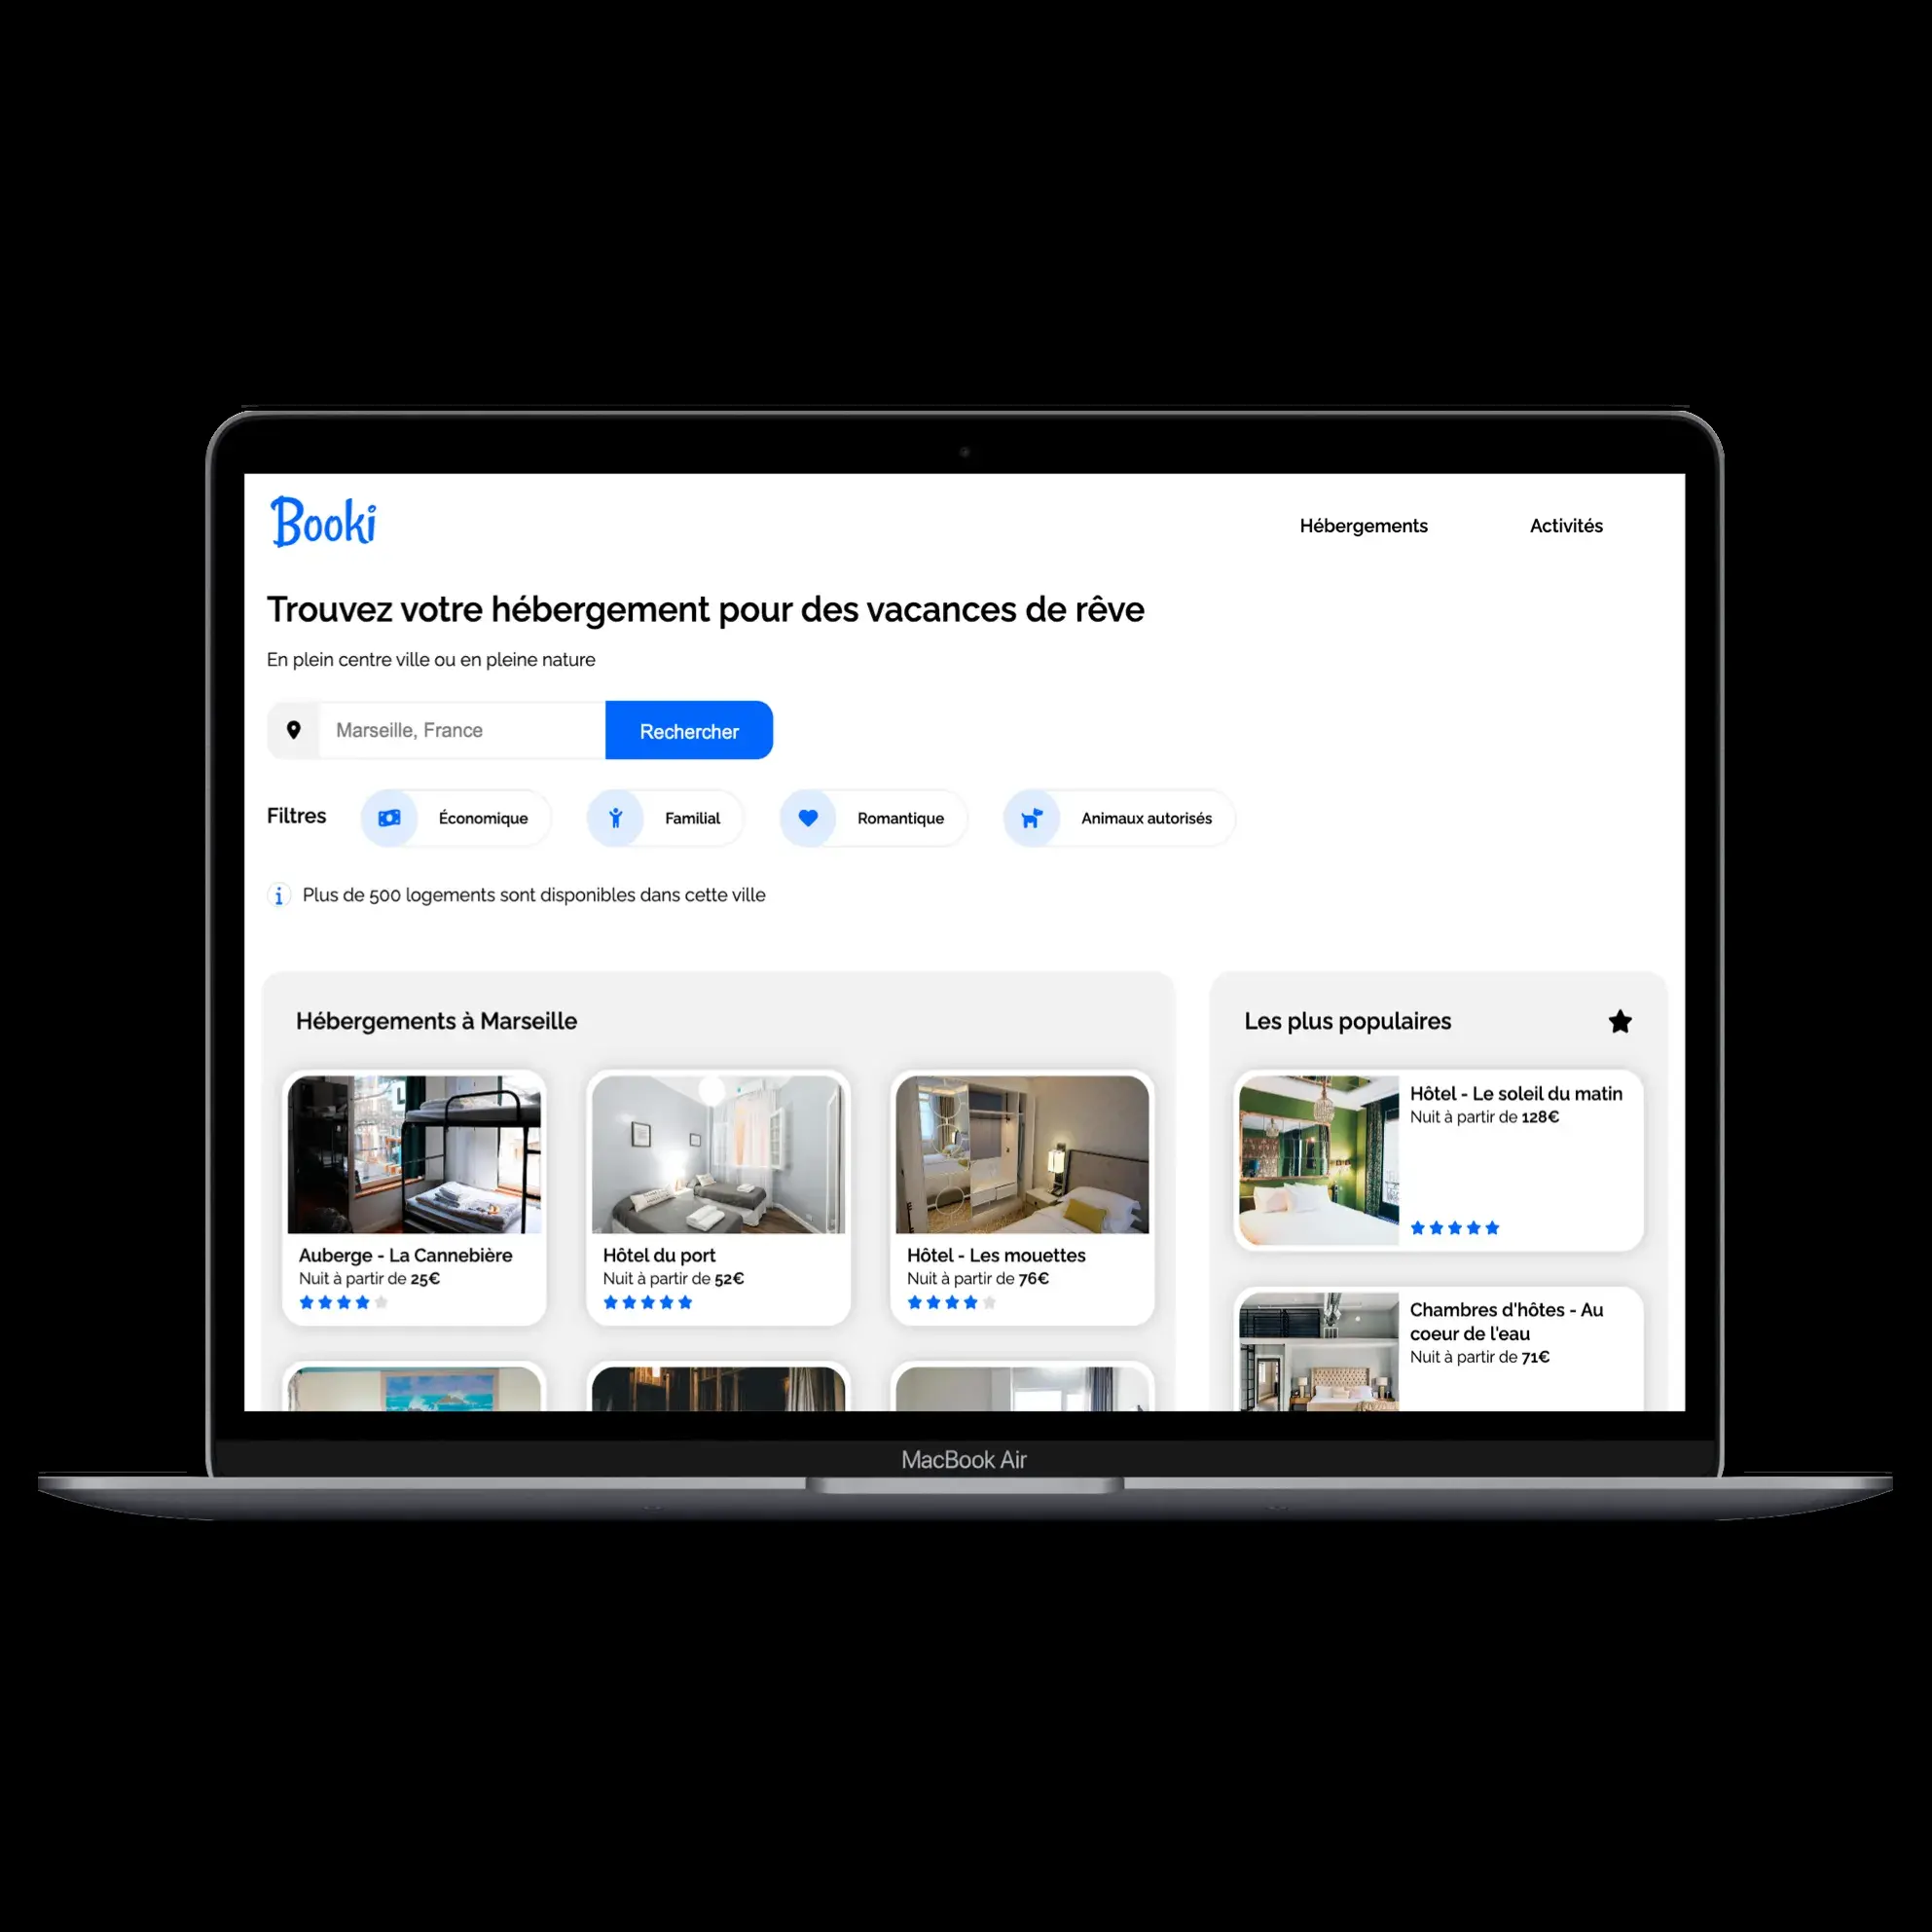 Booki
Hébergements
Activités
Trouvez votre hébergement pour des vacances de rêve
En plein centre ville ou en pleine nature
Marseille, France
Rechercher
Filtres
Économique
Familial
Romantique
Animaux autorisés
Plus de 500 logements sont disponibles dans cette ville
Hébergements à Marseille
Auberge - La Cannebière
Nuit à partir de 25€
Hôtel du port
Nuit à partir de 52€
Hôtel - Les mouettes
Nuit à partir de 76€
Les plus populaires
Hôtel - Le soleil du matin
Nuit à partir de 128€
Chambres d'hôtes - Au
coeur de l'eau
Nuit à partir de 71€
MacBook Air